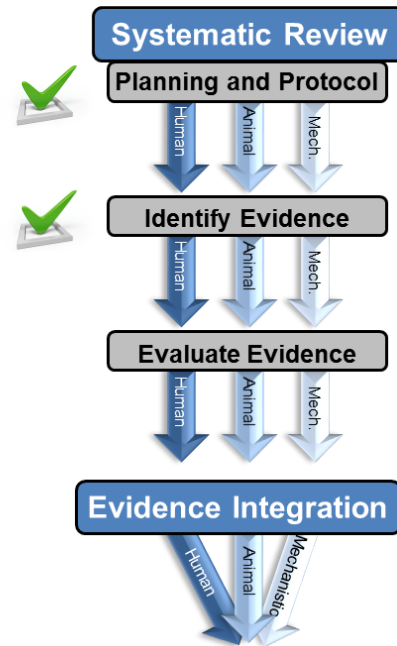 Systematic Review
Planning and Protocol
Human
Animal
Mech.
Identify Evidence
Human
Animal
Mech.
Evaluate Evidence
Human
Animal
Mech.
Evidence Integration
Human
Animal
Mechanistic